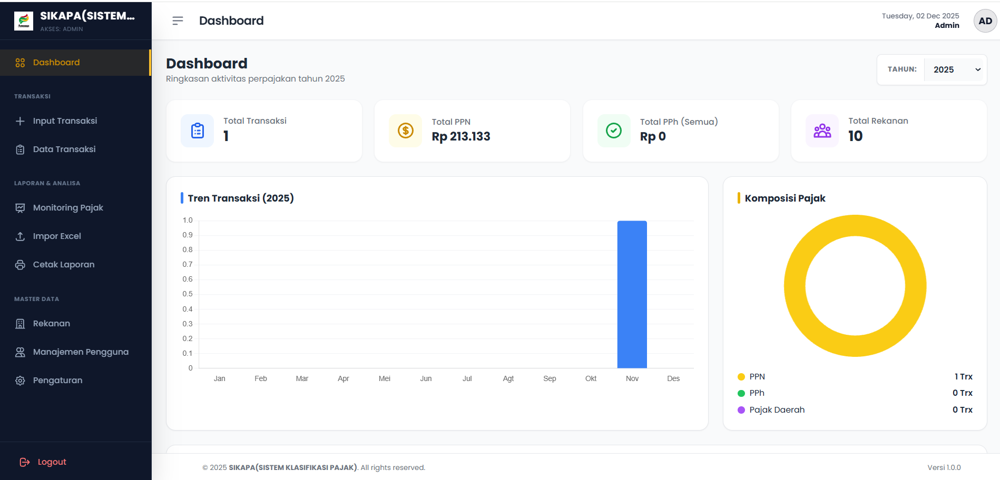 SIKAPA(SISTEM...
AKSES: ADMIN
Dashboard
TRANSAKSI
Input Transaksi
Data Transaksi
LAPORAN & ANALISA
Monitoring Pajak
Impor Excel
Cetak Laporan
MASTER DATA
Rekanan
Manajemen Pengguna
Pengaturan
Logout
Dashboard
Tuesday, 02 Dec 2025
Admin
AD
Dashboard
Ringkasan aktivitas perpajakan tahun 2025
TAHUN: 2025
Total Transaksi
1
Total PPN
Rp 213.133
Total PPh (Semua)
Rp 0
Total Rekanan
10
Tren Transaksi (2025)
1.0
0.9
0.8
0.7
0.6
0.5
0.4
0.3
0.2
0.1
0
Jan Feb Mar Apr Mei Jun Jul Agt Sep Okt Nov Des
Komposisi Pajak
PPN 1 Trx
PPh 0 Trx
Pajak Daerah 0 Trx
© 2025 SIKAPA(SISTEM KLASIFIKASI PAJAK). All rights reserved.
Versi 1.0.0